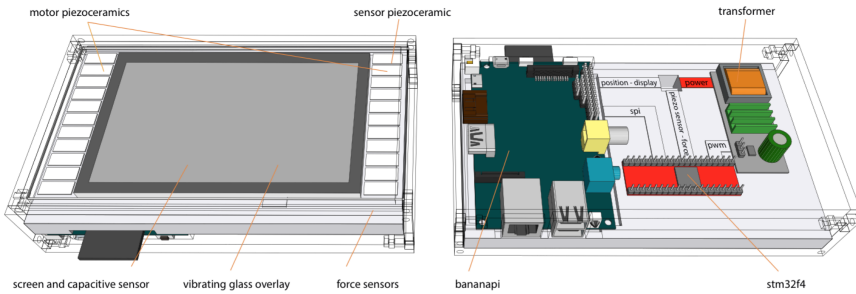 motor piezoceramics
sensor piezoceramic
transformer
position - display
power
spi
piezo sensor - force
pwm
screen and capacitive sensor
vibrating glass overlay
force sensors
bananapi
stm32f4